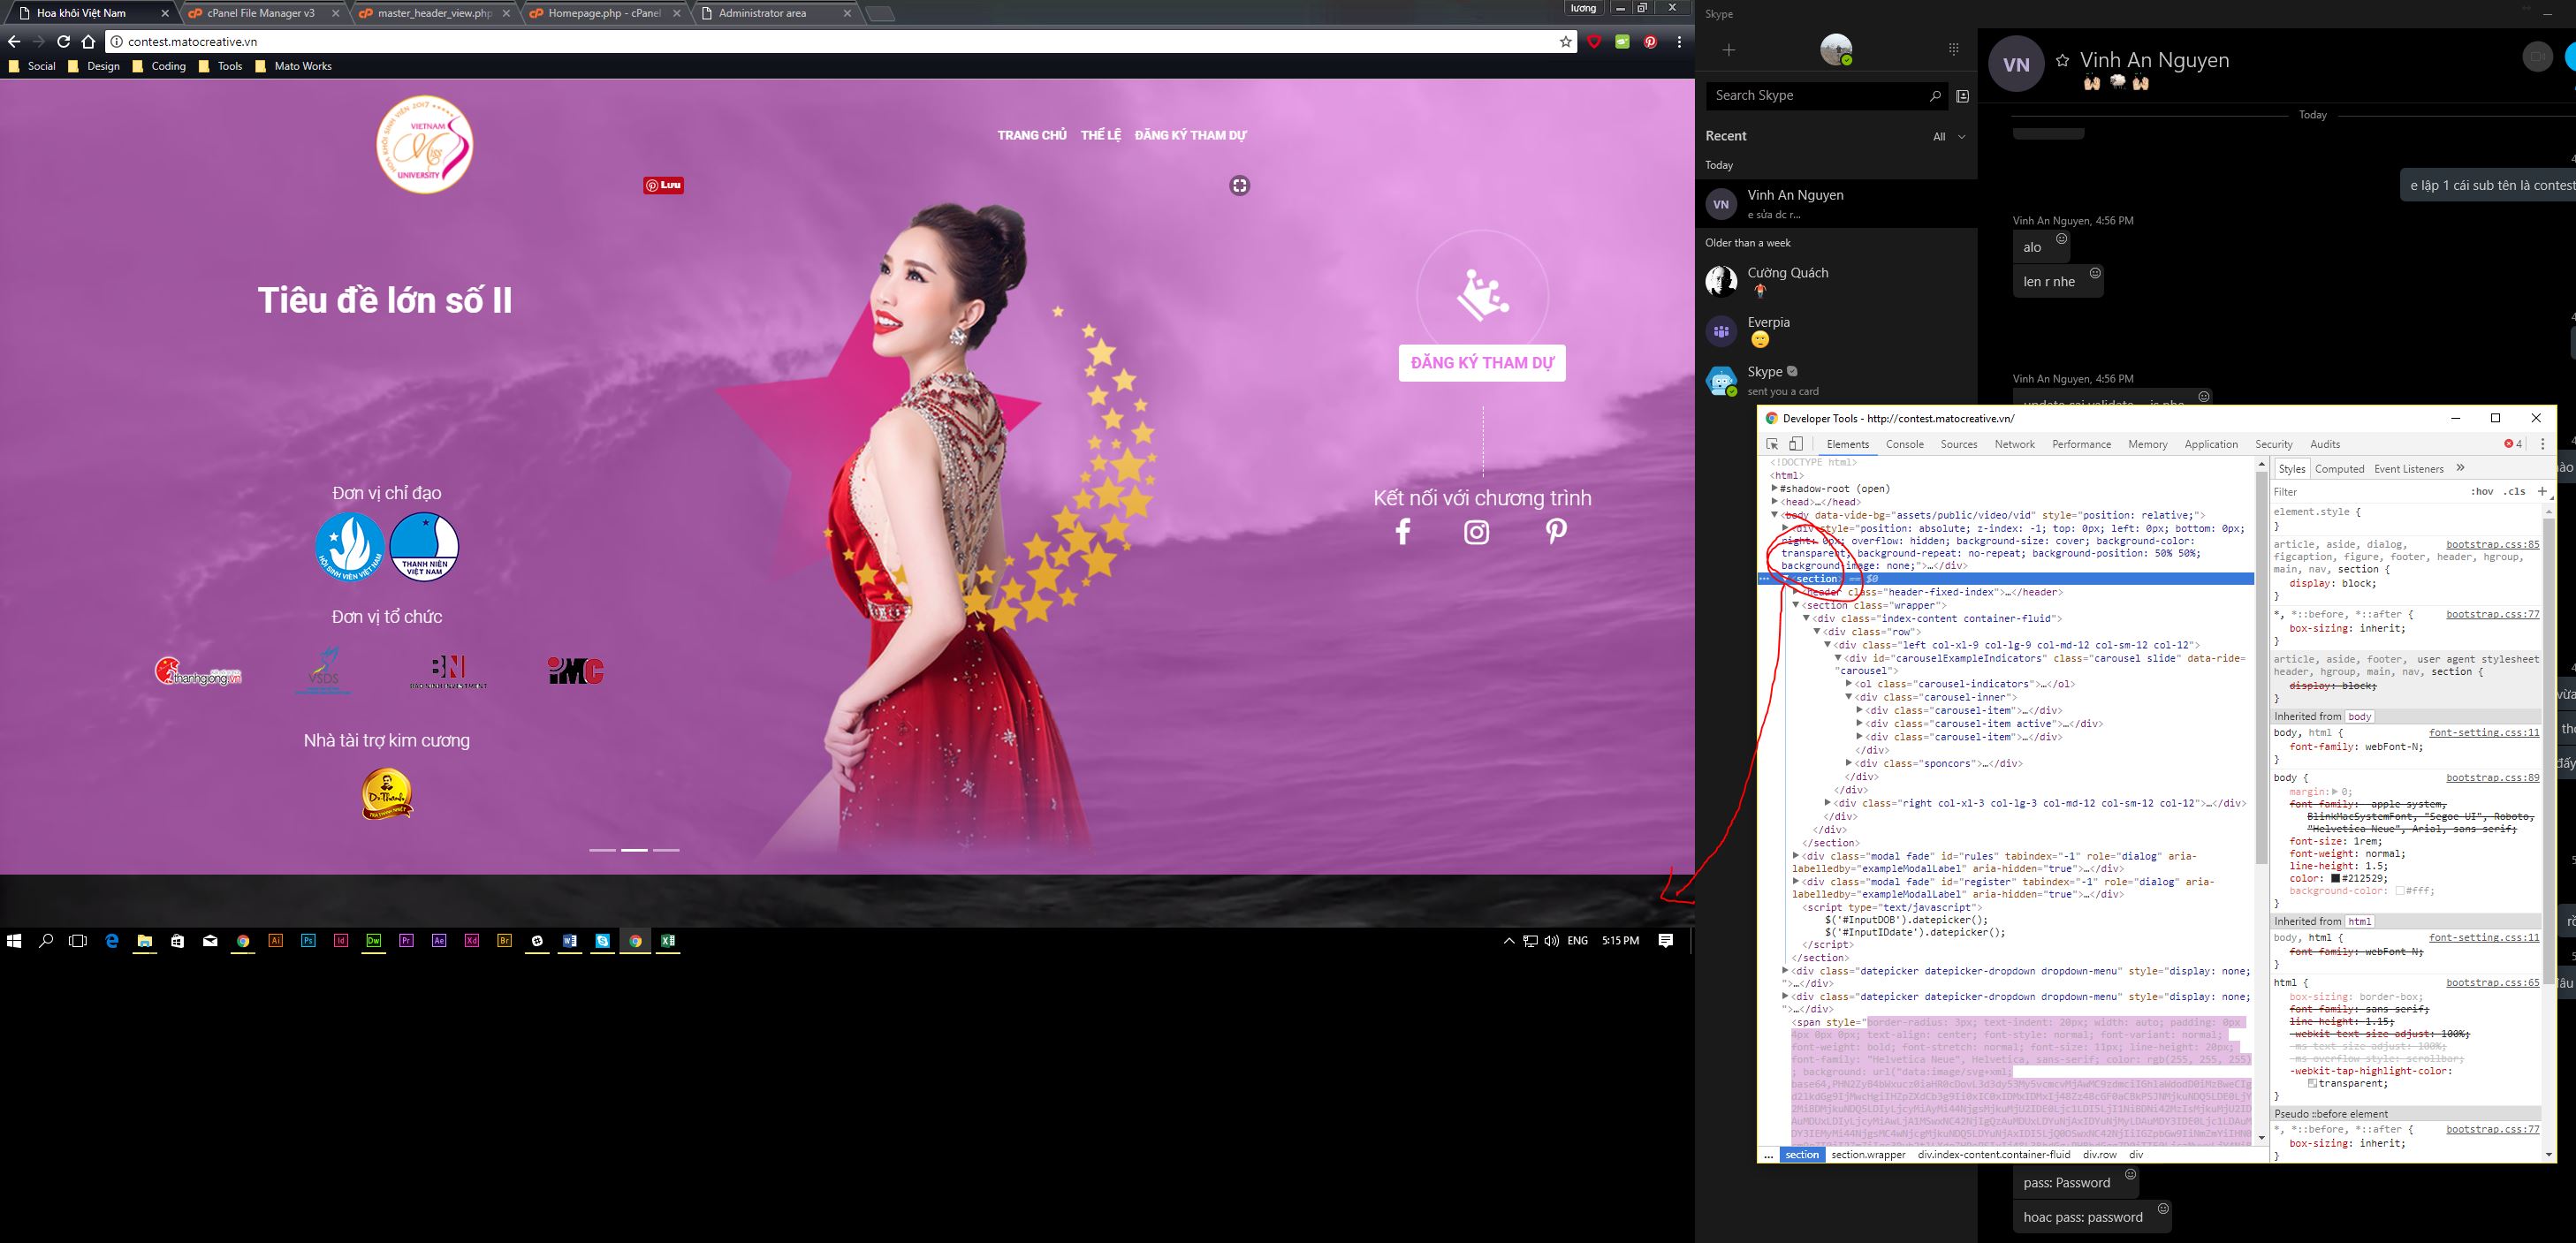 Hoa khôi Việt Nam
cPanel File Manager v3
master_header_view.php
Homepage.php - cPanel
Administrator area
lương
contest.matocreative.vn
Social
Design
Coding
Tools
Mato Works
HOA KHÔI SINH VIÊN 2017
VIETNAM
Miss
UNIVERSITY
TRANG CHỦ
THỂ LỆ
ĐĂNG KÝ THAM DỰ
Lưu
Tiêu đề lớn số II
ĐĂNG KÝ THAM DỰ
Kết nối với chương trình
Đơn vị chỉ đạo
HỘI SINH VIÊN VIỆT NAM
THANH NIÊN
VIỆT NAM
Đơn vị tổ chức
thanhgiong.vn
VSDS
BNI
BAC NINH INVESTMENT
iMC
Nhà tài trợ kim cương
Dr.Thanh
ENG
5:15 PM
Skype
Search Skype
Recent
All
Today
VN
Vinh An Nguyen
e sửa dc r...
Older than a week
Cường Quách
Everpia
Skype
sent you a card
VN
Vinh An Nguyen
Today
e lập 1 cái sub tên là contest
Vinh An Nguyen, 4:56 PM
alo
len r nhe
Vinh An Nguyen, 4:56 PM
Developer Tools - http://contest.matocreative.vn/
Elements Console Sources Network Performance Memory Application Security Audits
4
<!DOCTYPE html>
<html>
#shadow-root (open)
<head>…</head>
<body data-vide-bg="assets/public/video/vid" style="position: relative;">
<div style="position: absolute; z-index: -1; top: 0px; left: 0px; bottom: 0px;
right: 0px; overflow: hidden; background-size: cover; background-color:
transparent; background-repeat: no-repeat; background-position: 50% 50%;
background-image: none;">…</div>
<section> == $0
<header class="header-fixed-index">…</header>
<section class="wrapper">
<div class="index-content container-fluid">
<div class="row">
<div class="left col-xl-9 col-lg-9 col-md-12 col-sm-12 col-12">
<div id="carouselExampleIndicators" class="carousel slide" data-ride=
"carousel">
<ol class="carousel-indicators">…</ol>
<div class="carousel-inner">
<div class="carousel-item">…</div>
<div class="carousel-item active">…</div>
<div class="carousel-item">…</div>
</div>
<div class="sponcors">…</div>
</div>
</div>
<div class="right col-xl-3 col-lg-3 col-md-12 col-sm-12 col-12">…</div>
</div>
</div>
</section>
<div class="modal fade" id="rules" tabindex="-1" role="dialog" aria-
labelledby="exampleModalLabel" aria-hidden="true">…</div>
<div class="modal fade" id="register" tabindex="-1" role="dialog" aria-
labelledby="exampleModalLabel" aria-hidden="true">…</div>
<script type="text/javascript">
$('#InputDOB').datepicker();
$('#InputIDdate').datepicker();
</script>
</section>
<div class="datepicker datepicker-dropdown dropdown-menu" style="display: none;
">…</div>
<div class="datepicker datepicker-dropdown dropdown-menu" style="display: none;
">…</div>
<span style="border-radius: 3px; text-indent: 20px; width: auto; padding: 0px
4px 0px 0px; text-align: center; font-style: normal; font-variant: normal;
font-weight: bold; font-stretch: normal; font-size: 11px; line-height: 20px;
font-family: "Helvetica Neue", Helvetica, sans-serif; color: rgb(255, 255, 255)
; background: url("data:image/svg+xml;
... section section.wrapper div.index-content.container-fluid div.row div
Styles Computed Event Listeners
Filter :hov .cls
element.style {
}
article, aside, dialog, bootstrap.css:85
figcaption, figure, footer, header, hgroup,
main, nav, section {
display: block;
}
*, *::before, *::after { bootstrap.css:77
box-sizing: inherit;
}
article, aside, footer, user agent stylesheet
header, hgroup, main, nav, section {
display: block;
}
Inherited from body
body, html { font-setting.css:11
font-family: webFont-N;
}
body { bootstrap.css:89
margin: 0;
font-family: -apple-system,
BlinkMacSystemFont, "Segoe UI", Roboto,
"Helvetica Neue", Arial, sans-serif;
font-size: 1rem;
font-weight: normal;
line-height: 1.5;
color: #212529;
background-color: #fff;
}
Inherited from html
body, html { font-setting.css:11
font-family: webFont-N;
}
html { bootstrap.css:65
box-sizing: border-box;
font-family: sans-serif;
line-height: 1.15;
-webkit-text-size-adjust: 100%;
-ms-text-size-adjust: 100%;
-ms-overflow-style: scrollbar;
-webkit-tap-highlight-color:
transparent;
}
Pseudo ::before element
*, *::before, *::after { bootstrap.css:77
box-sizing: inherit;
}
pass: Password
hoac pass: password